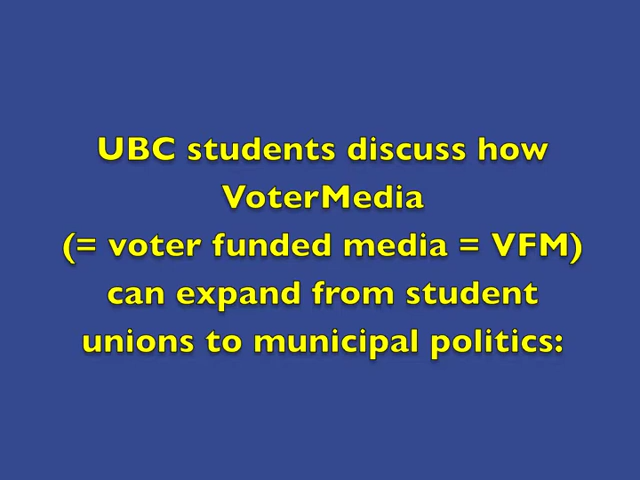 UBC students discuss how
VoterMedia
(= voter funded media = VFM)
can expand from student
unions to municipal politics: